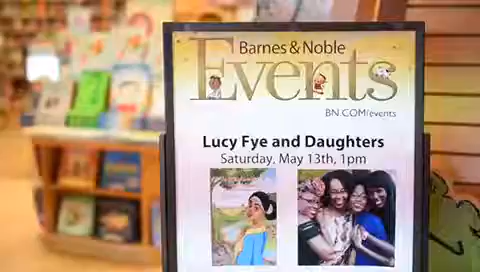 Barnes & Noble
Events
BN.COM/events
Lucy Fye and Daughters
Saturday, May 13th, 1pm